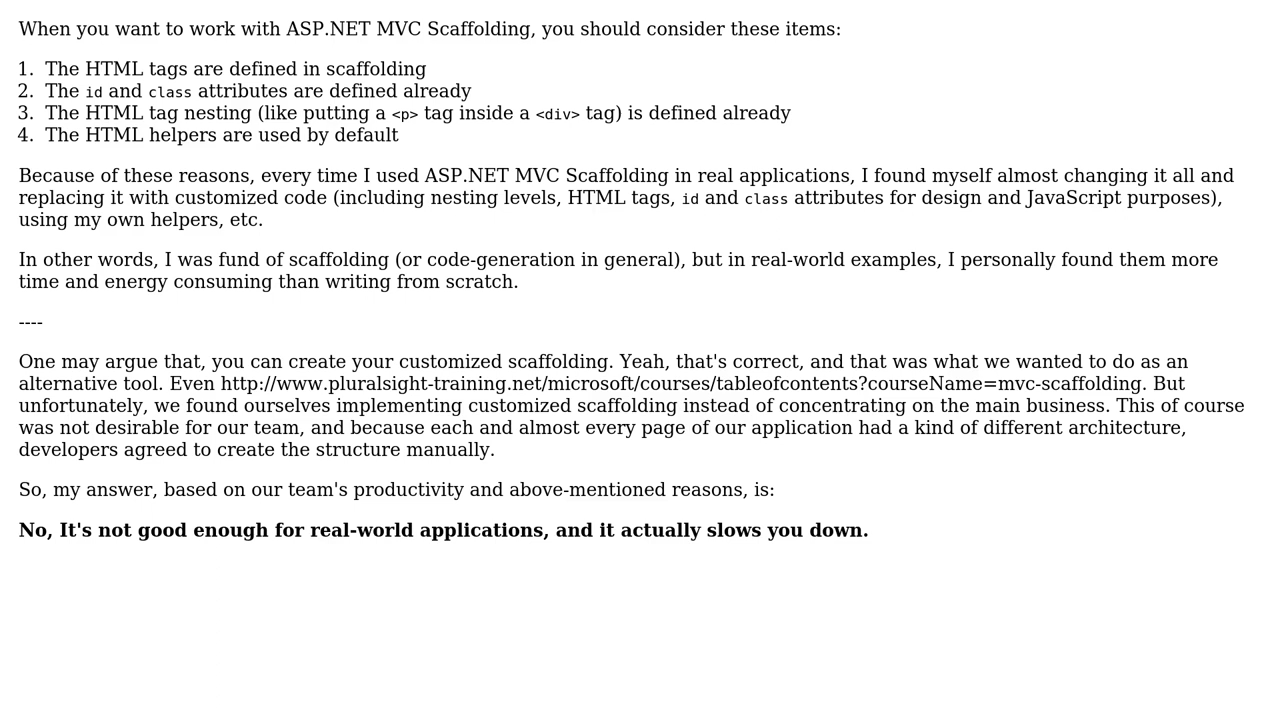 When you want to work with ASP.NET MVC Scaffolding, you should consider these items:
1. The HTML tags are defined in scaffolding
2. The id and class attributes are defined already
3. The HTML tag nesting (like putting a <p> tag inside a <div> tag) is defined already
4. The HTML helpers are used by default
Because of these reasons, every time I used ASP.NET MVC Scaffolding in real applications, I found myself almost changing it all and
replacing it with customized code (including nesting levels, HTML tags, id and class attributes for design and JavaScript purposes),
using my own helpers, etc.
In other words, I was fund of scaffolding (or code-generation in general), but in real-world examples, I personally found them more
time and energy consuming than writing from scratch.
----
One may argue that, you can create your customized scaffolding. Yeah, that's correct, and that was what we wanted to do as an
alternative tool. Even http://www.pluralsight-training.net/microsoft/courses/tableofcontents?courseName=mvc-scaffolding. But
unfortunately, we found ourselves implementing customized scaffolding instead of concentrating on the main business. This of course
was not desirable for our team, and because each and almost every page of our application had a kind of different architecture,
developers agreed to create the structure manually.
So, my answer, based on our team's productivity and above-mentioned reasons, is:
No, It's not good enough for real-world applications, and it actually slows you down.